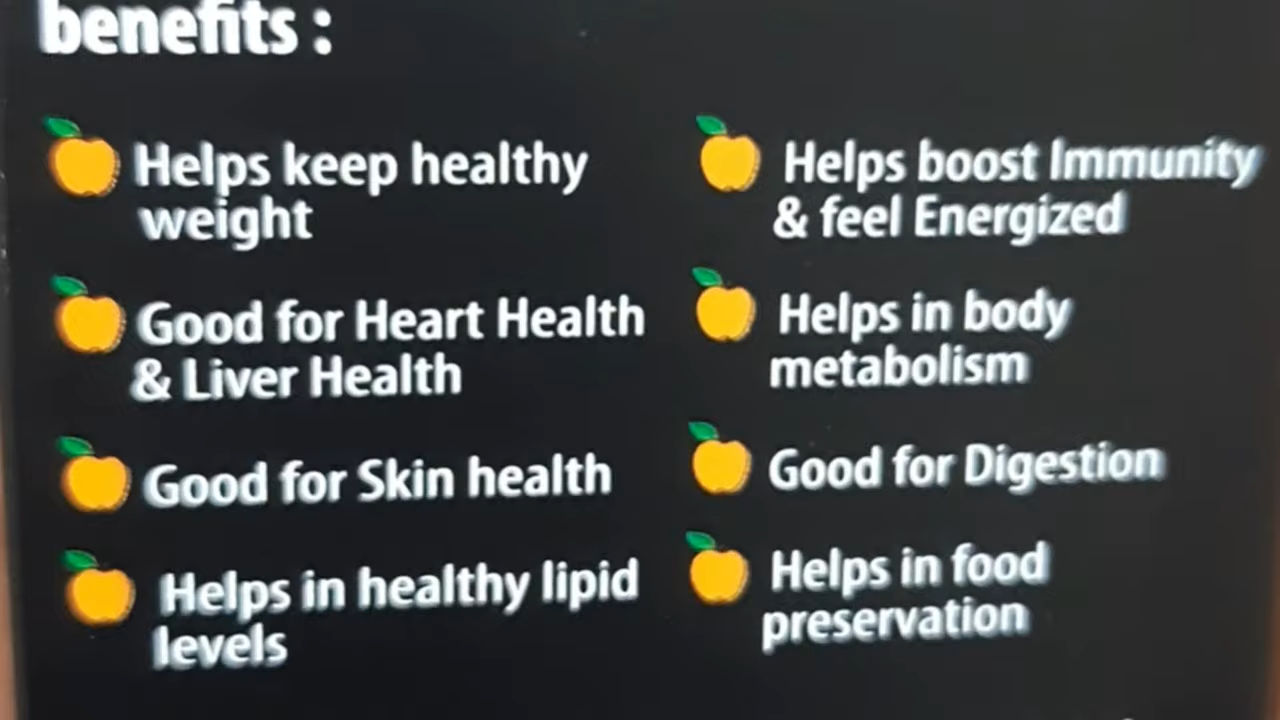 benefits :
Helps keep healthy
weight
Good for Heart Health
& Liver Health
Good for Skin health
Helps in healthy lipid
levels
Helps boost Immunity
& feel Energized
Helps in body
metabolism
Good for Digestion
Helps in food
preservation